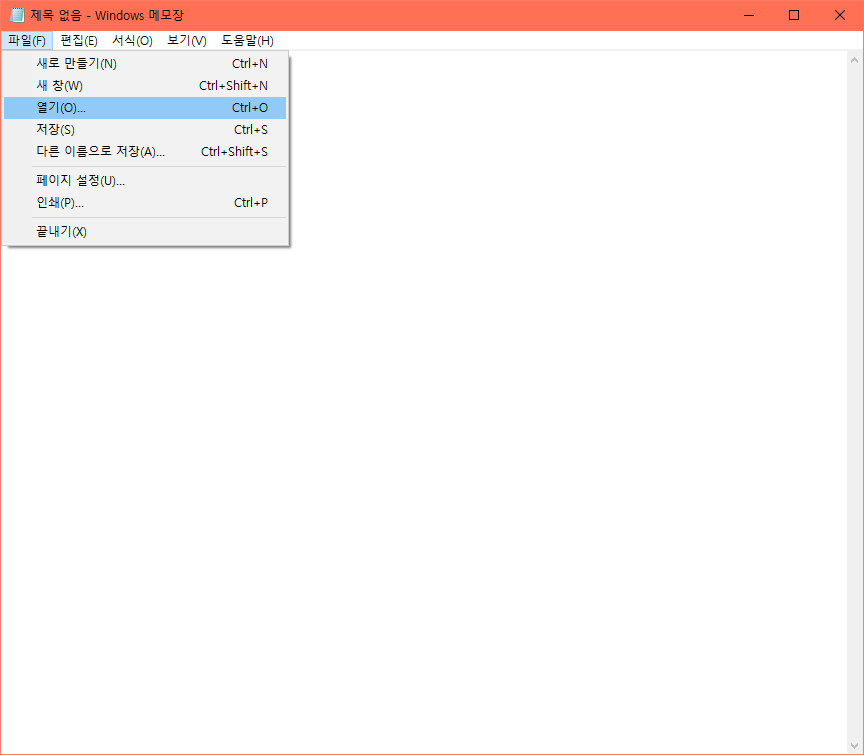 제목 없음 - Windows 메모장
파일(F) 편집(E) 서식(O) 보기(V) 도움말(H)
새로 만들기(N) Ctrl+N
새 창(W) Ctrl+Shift+N
열기(O)... Ctrl+O
저장(S) Ctrl+S
다른 이름으로 저장(A)... Ctrl+Shift+S
페이지 설정(U)...
인쇄(P)... Ctrl+P
끝내기(X)